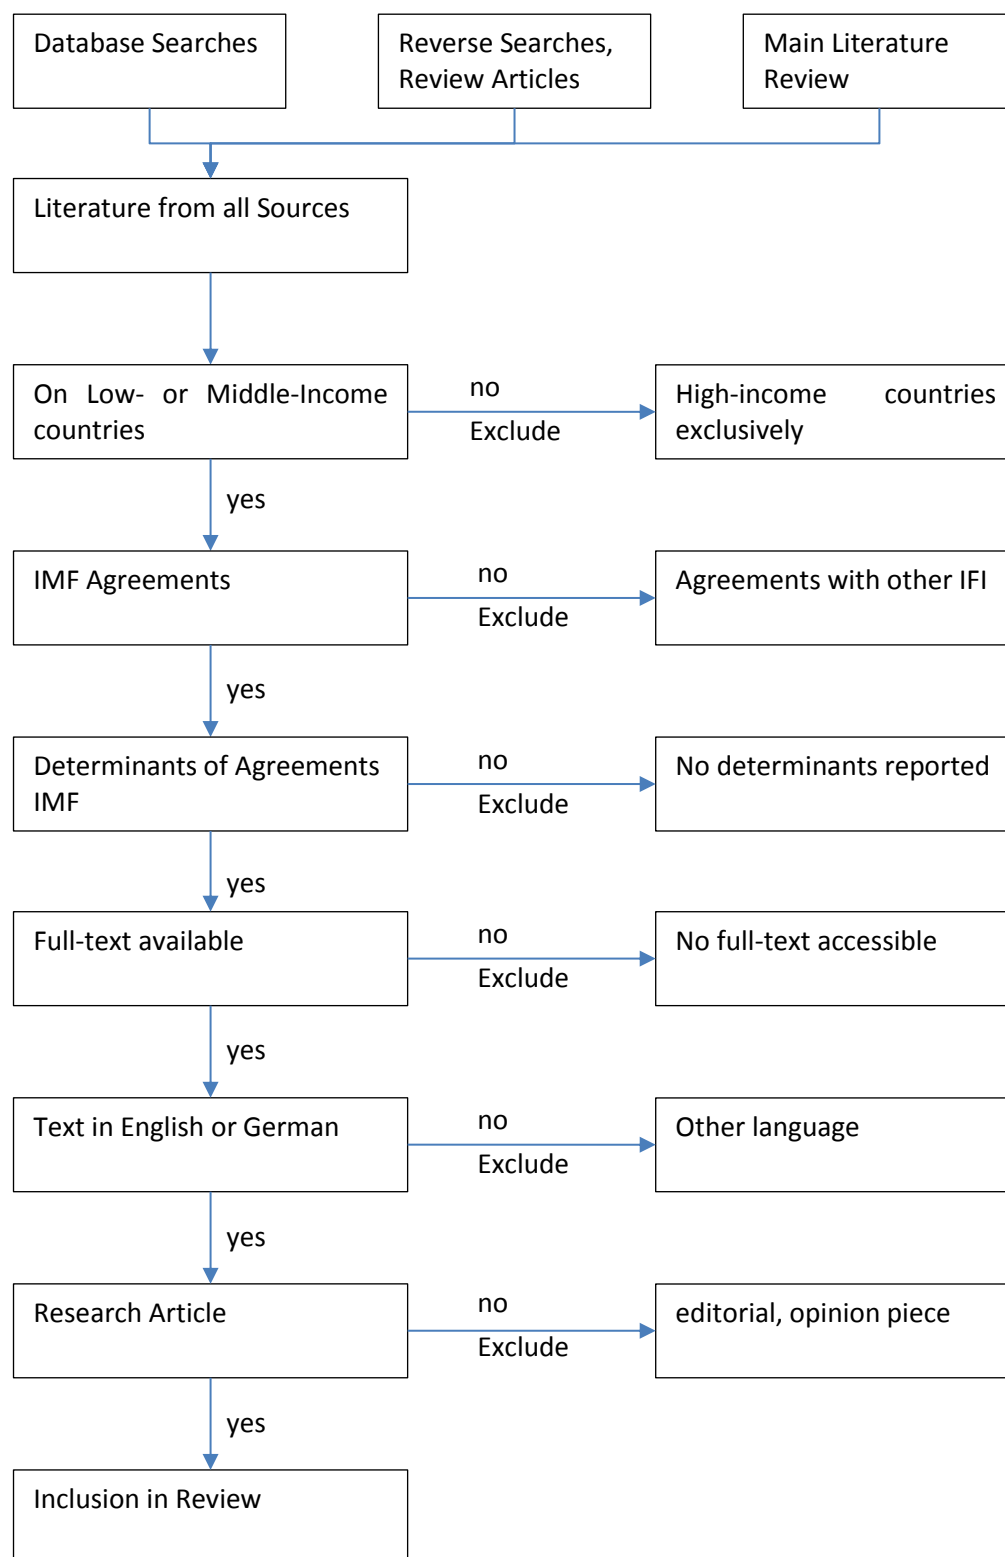 Database Searches
Reverse Searches,
Review Articles
Main Literature
Review
Literature from all Sources
On Low- or Middle-Income
countries
no
Exclude
High-income countries
exclusively
yes
IMF Agreements
no
Exclude
Agreements with other IFI
yes
Determinants of Agreements
IMF
no
Exclude
No determinants reported
yes
Full-text available
no
Exclude
No full-text accessible
yes
Text in English or German
no
Exclude
Other language
yes
Research Article
no
Exclude
editorial, opinion piece
yes
Inclusion in Review